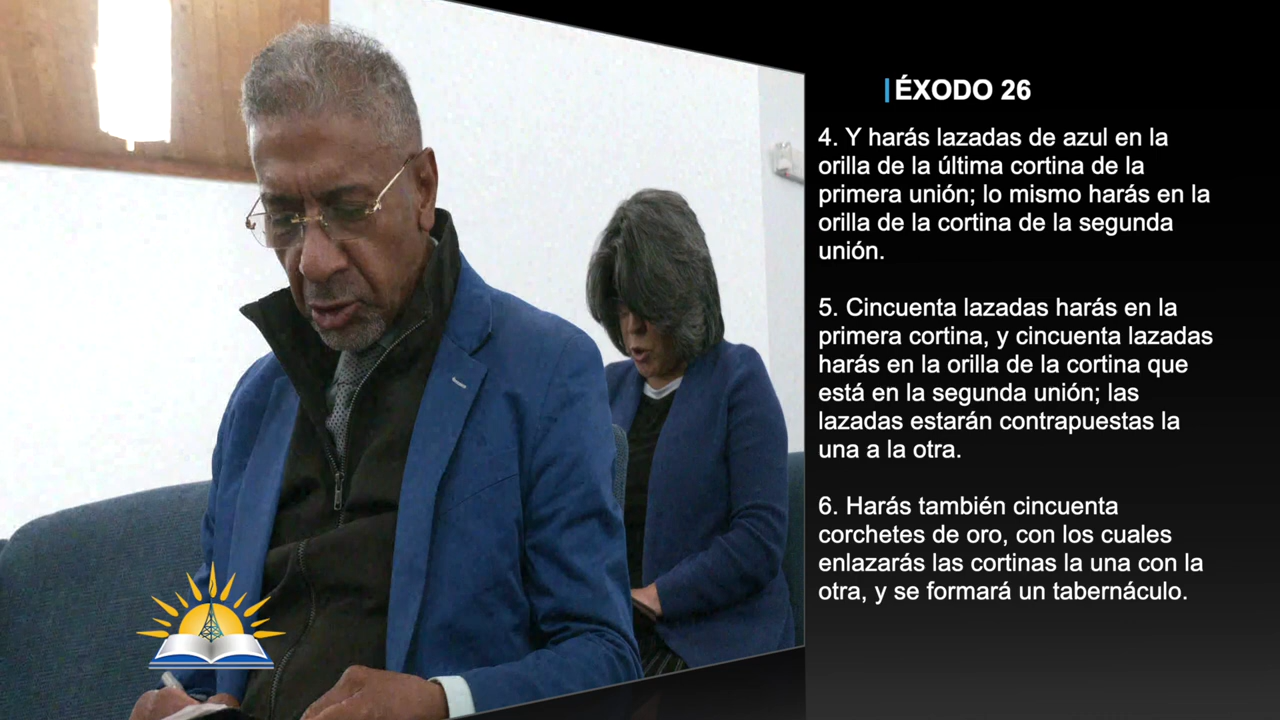 ÉXODO 26
4. Y harás lazadas de azul en la
orilla de la última cortina de la
primera unión; lo mismo harás en la
orilla de la cortina de la segunda
unión.
5. Cincuenta lazadas harás en la
primera cortina, y cincuenta lazadas
harás en la orilla de la cortina que
está en la segunda unión; las
lazadas estarán contrapuestas la
una a la otra.
6. Harás también cincuenta
corchetes de oro, con los cuales
enlazarás las cortinas la una con la
otra, y se formará un tabernáculo.